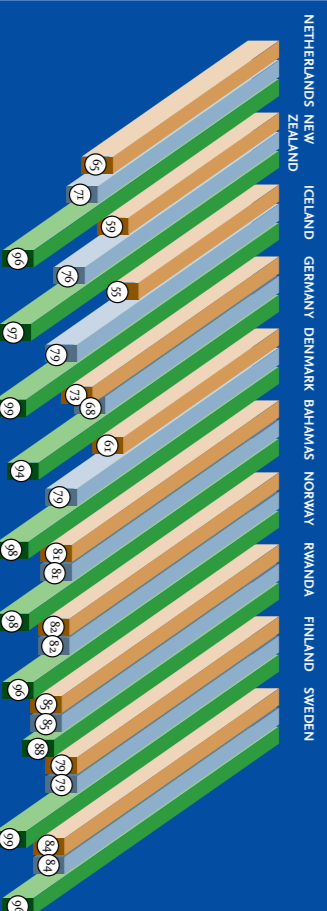 NETHERLANDS
NEW
ZEALAND
ICELAND
GERMANY
DENMARK
BAHAMAS
NORWAY
RWANDA
FINLAND
SWEDEN
65
71
96
59
76
97
55
79
99
73
68
94
61
79
98
81
81
98
82
82
96
85
85
88
79
79
99
84
84
96